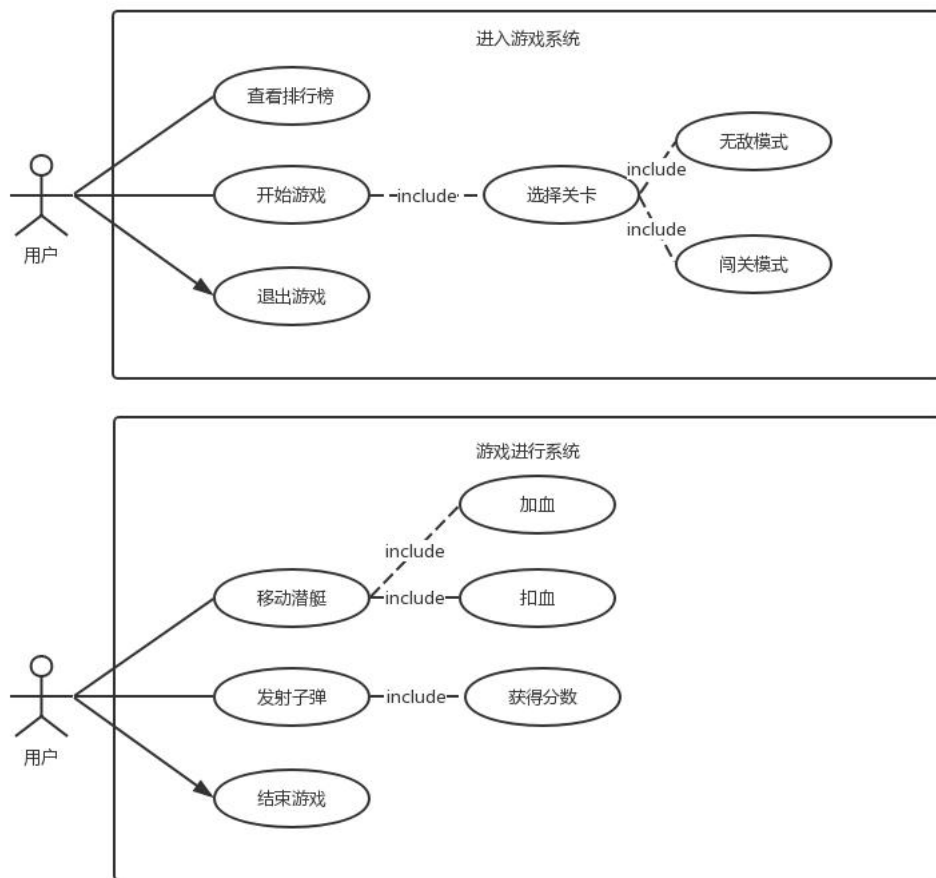 进入游戏系统
查看排行榜
无敌模式
include
开始游戏
include
选择关卡
include
闯关模式
用户
退出游戏
游戏进行系统
加血
include
移动潜艇
include
扣血
发射子弹
include
获得分数
用户
结束游戏